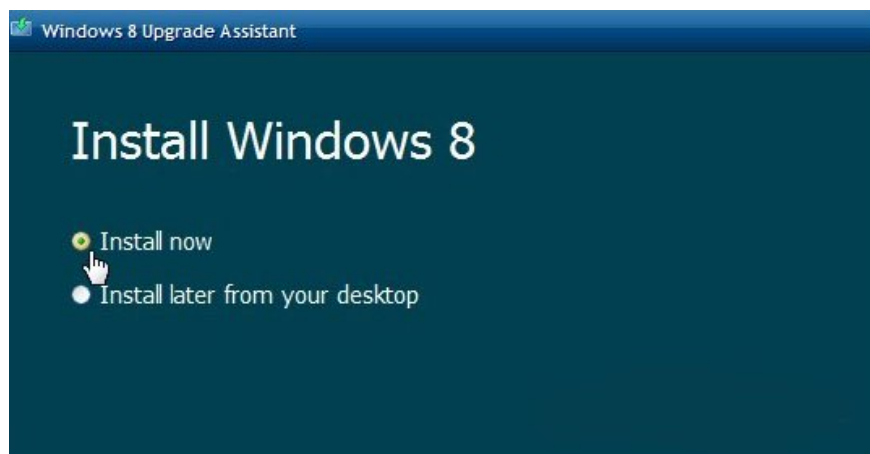 Windows 8 Upgrade Assistant
Install Windows 8
Install now
Install later from your desktop